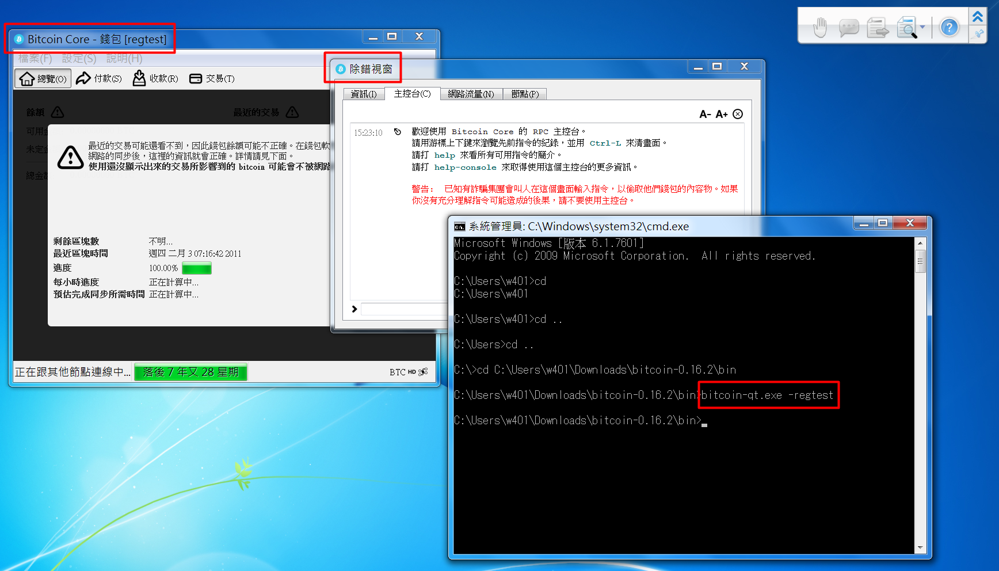 Bitcoin Core - 錢包 [regtest]
檔案(F) 設定(S) 說明(H)
總覽(O) 付款(S) 收款(R) 交易(T)
餘額
最近的交易
可用金
未定金
總金額
最近的交易可能還看不到，因此錢包餘額可能不正確。在錢包軟
網路的同步後，這裡的資訊就會正確。詳情請見下面。
使用還沒顯示出來的交易所影響到的 bitcoin 可能會不被網路
剩餘區塊數 不明...
最近區塊時間 週四 二月 3 07:16:42 2011
進度 100.00%
每小時進度 正在計算中...
預估完成同步所需時間 正在計算中...
正在跟其他節點連線中... 落後 7 年又 28 星期 BTC HD
除錯視窗
資訊(I) 主控台(C) 網路流量(N) 節點(P)
A- A+
15:23:10 歡迎使用 Bitcoin Core 的 RPC 主控台。
請用游標上下鍵來瀏覽先前指令的紀錄，並用 Ctrl-L 來清畫面。
請打 help 來看所有可用指令的簡介。
請打 help-console 來取得使用這個主控台的更多資訊。
警告： 已知有詐騙集團會叫人在這個畫面輸入指令，以偷取他們錢包的內容物。如果
你沒有充分理解指令可能造成的後果，請不要使用主控台。
系統管理員: C:\Windows\system32\cmd.exe
Microsoft Windows [版本 6.1.7601]
Copyright (c) 2009 Microsoft Corporation.  All rights reserved.
C:\Users\w401>cd
C:\Users\w401
C:\Users\w401>cd ..
C:\Users>cd ..
C:\>cd C:\Users\w401\Downloads\bitcoin-0.16.2\bin
C:\Users\w401\Downloads\bitcoin-0.16.2\bin>bitcoin-qt.exe -regtest
C:\Users\w401\Downloads\bitcoin-0.16.2\bin>